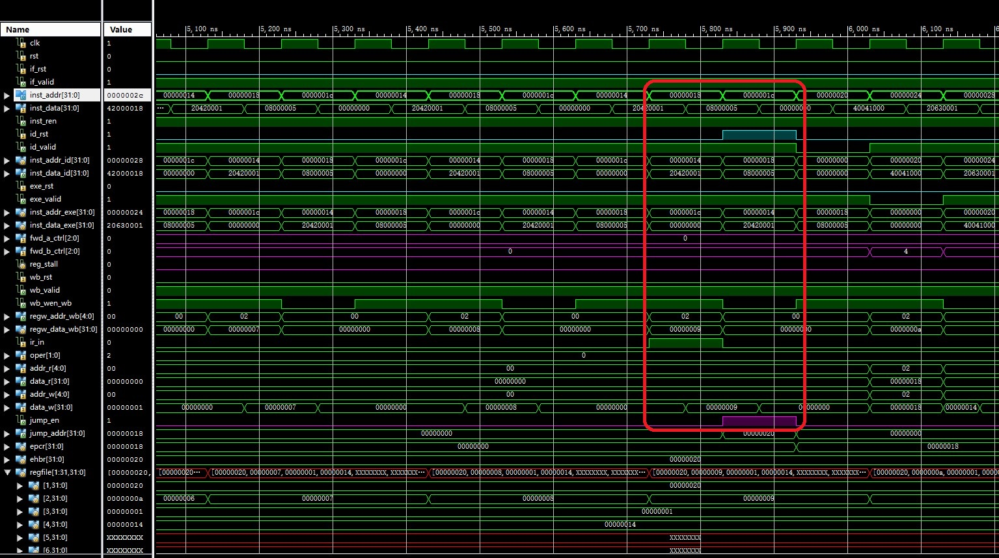 Name Value 5,100 ns 5,200 ns 5,300 ns 5,400 ns 5,500 ns 5,600 ns 5,700 ns 5,800 ns 5,900 ns 6,000 ns 6,100 ns
clk 1
rst 0
if_rst 0
if_valid 1
inst_addr[31:0] 0000002c 00000014 00000018 0000001c 00000014 00000018 0000001c 00000014 00000018 0000001c 00000020 00000024 00000028
inst_data[31:0] 42000018 ... 20420001 08000005 00000000 20420001 08000005 00000000 20420001 08000005 00000000 40041000 20630001
inst_ren 1
id_rst 1
id_valid 1
inst_addr_id[31:0] 00000028 0000001c 00000014 00000018 0000001c 00000014 00000018 0000001c 00000014 00000018 00000000 00000020 00000024
inst_data_id[31:0] 42000018 00000000 20420001 08000005 00000000 20420001 08000005 00000000 20420001 08000005 00000000 40041000 20630001
exe_rst 0
exe_valid 1
inst_addr_exe[31:0] 00000024 00000018 0000001c 00000014 00000018 0000001c 00000014 00000018 0000001c 00000014 00000018 00000000 00000020
inst_data_exe[31:0] 20630001 08000005 00000000 20420001 08000005 00000000 20420001 08000005 00000000 20420001 08000005 00000000 40041000
fwd_a_ctrl[2:0] 0 0
fwd_b_ctrl[2:0] 0 0 4
reg_stall 0
wb_rst 0
wb_valid 0
wb_wen_wb 1
regw_addr_wb[4:0] 00 00 02 00 02 00 02 00 02
regw_data_wb[31:0] 00000000 00000000 00000007 00000000 00000008 00000000 00000009 00000000 0000000a
ir_in 0
oper[1:0] 2 0
addr_r[4:0] 00 00 02
data_r[31:0] 00000000 00000000 00000018
addr_w[4:0] 00 00 02
data_w[31:0] 00000001 00000000 00000007 00000000 00000008 00000000 00000009 00000000 00000018 00000014
jump_en 1
jump_addr[31:0] 00000018 00000000 00000020 00000000
epcr[31:0] 00000018 00000000 00000018
ehbr[31:0] 00000020 00000020
regfile[1:31,31:0] [00000020, [00000020... [00000020,00000007,00000001,00000014,XXXXXXXX,XXXXXXX... [00000020,00000008,00000001,00000014,XXXXXXXX,XXXXXXX... [00000020,00000009,00000001,00000014,XXXXXXXX,XXXXXXX... [00000020,0000000a,00000001,0000
[1,31:0] 00000020 00000020
[2,31:0] 0000000a 00000006 00000007 00000008 00000009
[3,31:0] 00000001 00000001
[4,31:0] 00000014 00000014
[5,31:0] XXXXXXXX XXXXXXXX
[6,31:0] XXXXXXXX XXXXXXXX